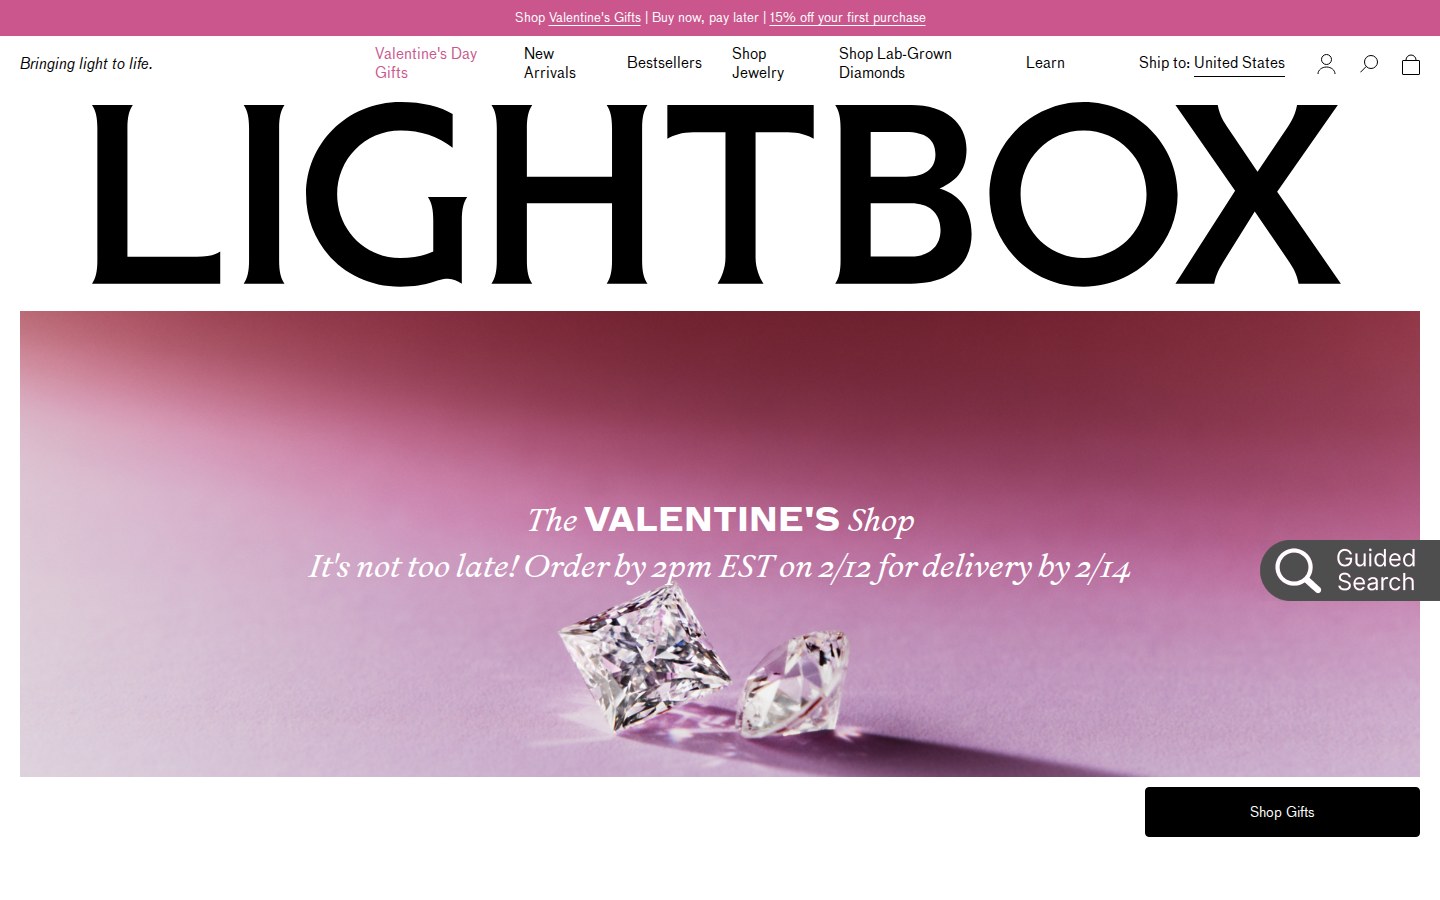 Shop Valentine's Gifts | Buy now, pay later | 15% off your first purchase
Bringing light to life.
Valentine's Day
Gifts
New
Arrivals
Bestsellers
Shop
Jewelry
Shop Lab-Grown
Diamonds
Learn
Ship to: United States
LIGHTBOX
The VALENTINE'S Shop
It's not too late! Order by 2pm EST on 2/12 for delivery by 2/14
Guided
Search
Shop Gifts